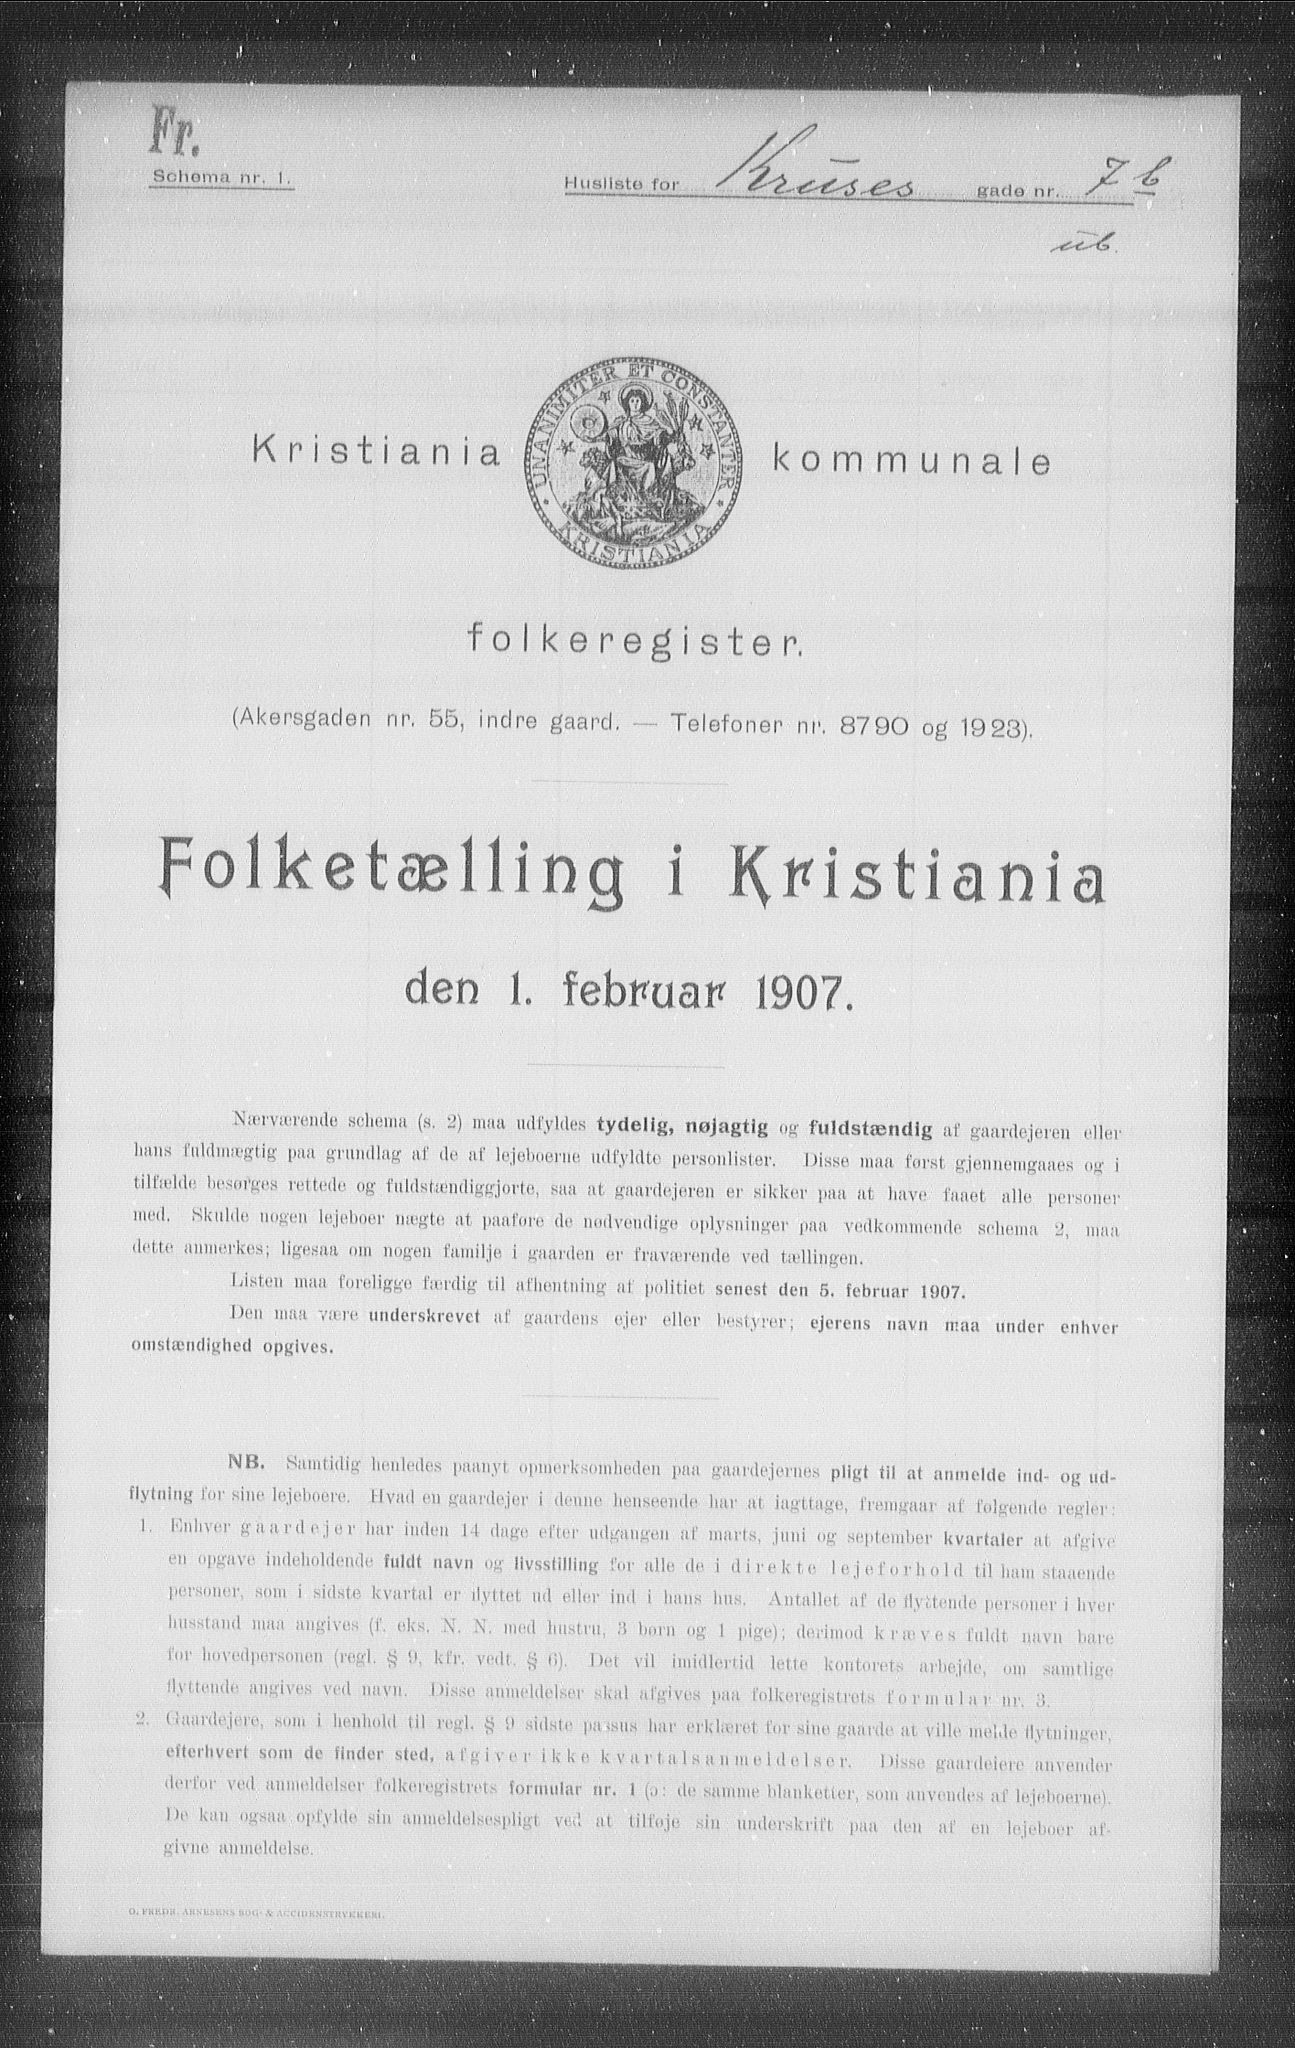 Fr.
Schema nr. 1.
Husliste for Kruses gade nr. 7 b
ub.
UNANIMITER ET CONSTANTER
KRISTIANIA
Kristiania kommunale
folkeregister.
(Akersgaden nr. 55, indre gaard. — Telefoner nr. 8790 og 1923).
Folketælling i Kristiania
den 1. februar 1907.
Nærværende schema (s. 2) maa udfyldes tydelig, nøjagtig og fuldstændig af gaardejeren eller
hans fuldmægtig paa grundlag af de af lejeboerne udfyldte personlister. Disse maa først gjennemgaaes og i
tilfælde besørges rettede og fuldstændiggjorte, saa at gaardejeren er sikker paa at have faaet alle personer
med. Skulde nogen lejeboer nægte at paaføre de nødvendige oplysninger paa vedkommende schema 2, maa
dette anmerkes; ligesaa om nogen familje i gaarden er fraværende ved tællingen.
Listen maa foreligge færdig til afhentning af politiet senest den 5. februar 1907.
Den maa være underskrevet af gaardens ejer eller bestyrer; ejerens navn maa under enhver
omstændighed opgives.
NB. Samtidig henledes paanyt opmerksomheden paa gaardejernes pligt til at anmelde ind- og ud-
flytning for sine lejeboere. Hvad en gaardejer i denne henseende har at iagttage, fremgaar af følgende regler:
1. Enhver gaardejer har inden 14 dage efter udgangen af marts, juni og september kvartaler at afgive
en opgave indeholdende fuldt navn og livsstilling for alle de i direkte lejeforhold til ham staaende
personer, som i sidste kvartal er flyttet ud eller ind i hans hus. Antallet af de flyttende personer i hver
husstand maa angives (f. eks. N. N. med hustru, 3 børn og 1 pige); derimod kræves fuldt navn bare
for hovedpersonen (regl. § 9, kfr. vedt. § 6). Det vil imidlertid lette kontorets arbejde, om samtlige
flyttende angives ved navn. Disse anmeldelser skal afgives paa folkeregistrets formular nr. 3.
2. Gaardejere, som i henhold til regl. § 9 sidste passus har erklæret for sine gaarde at ville melde flytninger,
efterhvert som de finder sted, afgiver ikke kvartalsanmeldelser. Disse gaardeiere anvender
derfor ved anmeldelser folkeregistrets formular nr. 1 (ɔ: de samme blanketter, som anvendes af lejeboerne).
De kan ogsaa opfylde sin anmeldelsespligt ved at tilføje sin underskrift paa den af en lejeboer af-
givne anmeldelse.
O. FREDR. ARNESENS BOG- & ACCIDENSTRYKKERI.